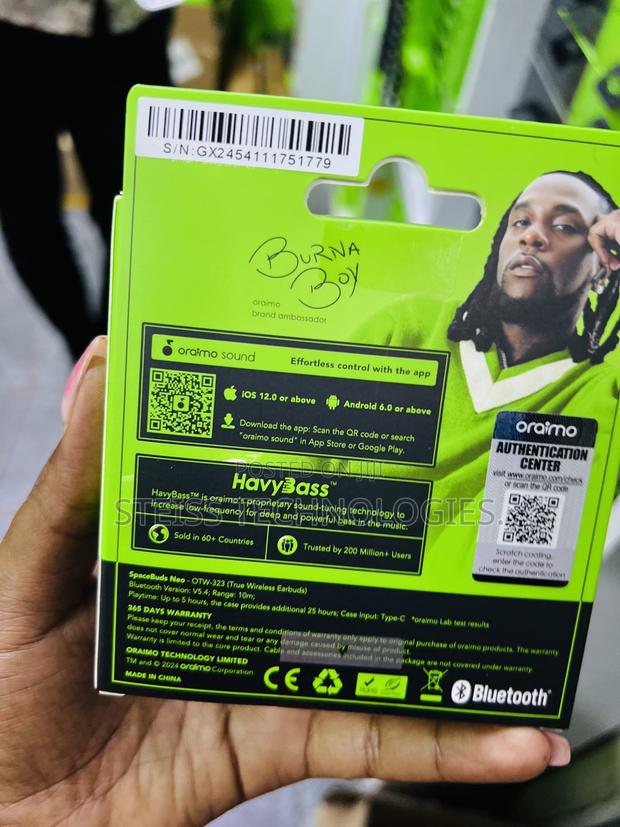 S/N:GX2454111751779
BURNA
BOY
oraimo
brand ambassador
oraimo sound
Effortless control with the app
iOS 12.0 or above
Android 6.0 or above
Download the app: Scan the QR code or search
"oraimo sound" in App Store or Google Play.
oraimo
AUTHENTICATION
CENTER
visit www.oraimo.com/check
or scan the QR code
Scratch coating,
enter the code to
check the authentication
POSTED ON JIJI
HavyBass™
HavyBass™ is oraimo's proprietary sound-tuning technology to
increase low-frequency for deep and powerful bass in the music.
STEISS TECHNOLOGIES.
Sold in 60+ Countries
Trusted by 200 Million+ Users
SpaceBuds Neo - OTW-323 (True Wireless Earbuds)
Bluetooth Version: V5.4; Range: 10m;
Playtime: Up to 5 hours, the case provides additional 25 hours; Case Input: Type-C *oraimo Lab test results
365 DAYS WARRANTY
Please keep your receipt, the terms and conditions of warranty only apply to original purchase of oraimo products. The warranty
does not cover normal wear and tear or any damage caused by misuse of product.
Warranty is limited to the core product. Cable and accessories included in the package are not covered under warranty.
ORAIMO TECHNOLOGY LIMITED
TM and © 2024 oraimo Corporation.
MADE IN CHINA
CE
Bluetooth®